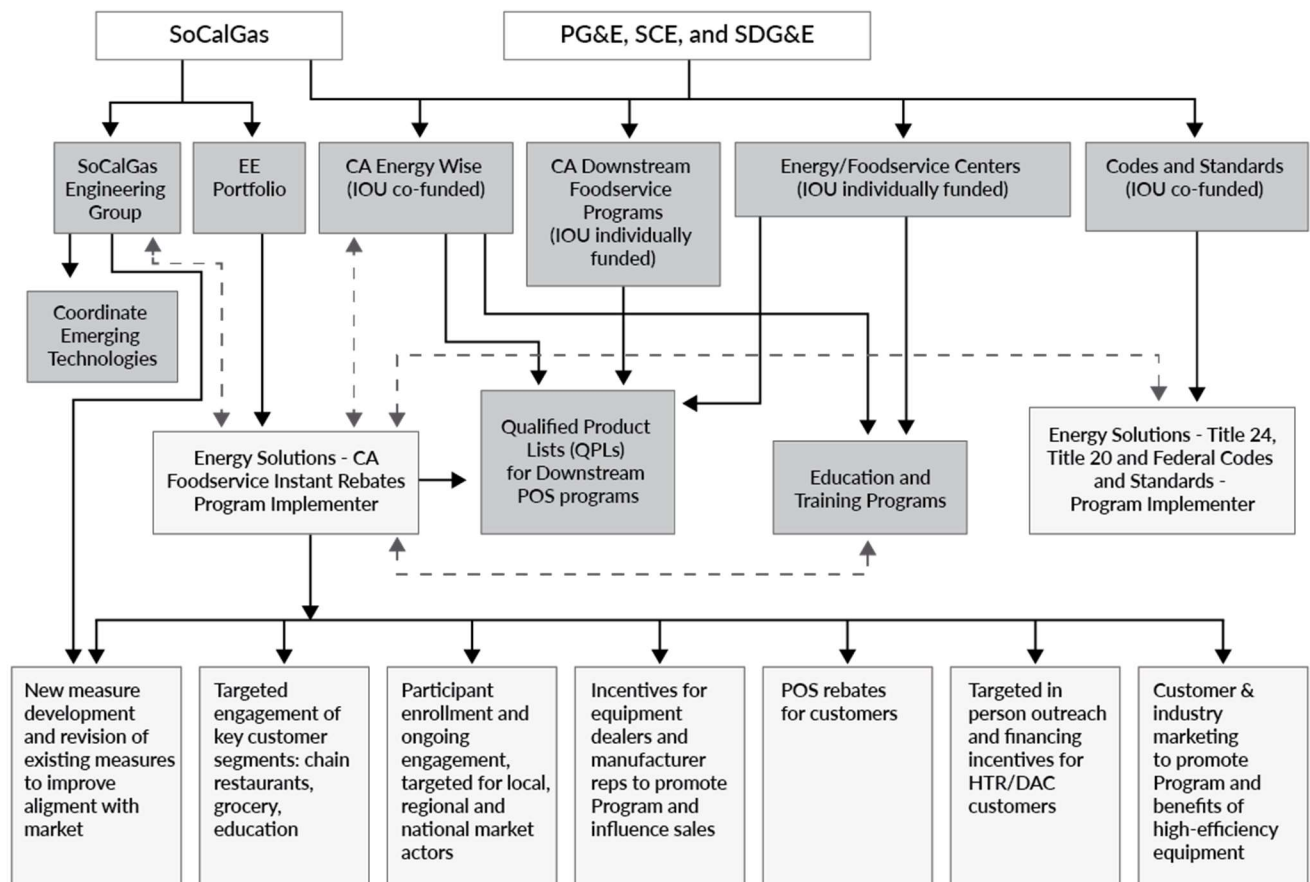 SoCalGas
PG&E, SCE, and SDG&E
SoCalGas
Engineering
Group
EE
Portfolio
CA Energy Wise
(IOU co-funded)
CA Downstream
Foodservice
Programs
(IOU individually
funded)
Energy/Foodservice Centers
(IOU individually funded)
Codes and Standards
(IOU co-funded)
Coordinate
Emerging
Technologies
Energy Solutions - CA
Foodservice Instant Rebates
Program Implementer
Qualified Product
Lists (QPLs)
for Downstream
POS programs
Education and
Training Programs
Energy Solutions - Title 24,
Title 20 and Federal Codes
and Standards -
Program Implementer
New measure
development
and revision of
existing measures
to improve
aligment with
market
Targeted
engagement of
key customer
segments: chain
restaurants,
grocery,
education
Participant
enrollment and
ongoing
engagement,
targeted for local,
regional and
national market
actors
Incentives for
equipment
dealers and
manufacturer
reps to promote
Program and
influence sales
POS rebates
for customers
Targeted in
person outreach
and financing
incentives for
HTR/DAC
customers
Customer &
industry
marketing
to promote
Program and
benefits of
high-efficiency
equipment